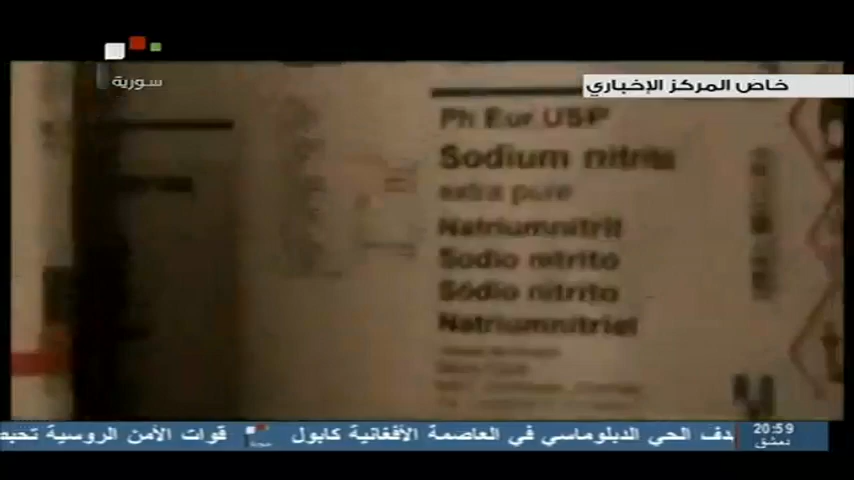 سورية
خاص المركز الإخباري
Ph Eur USP
Sodium nitrite
extra pure
Natriumnitrit
Sodio nitrito
Sódio nitrito
Natriumnitriet
20:59
دمشق
دف الحي الدبلوماسي في العاصمة الأفغانية كابول
قوات الأمن الروسية تحبط